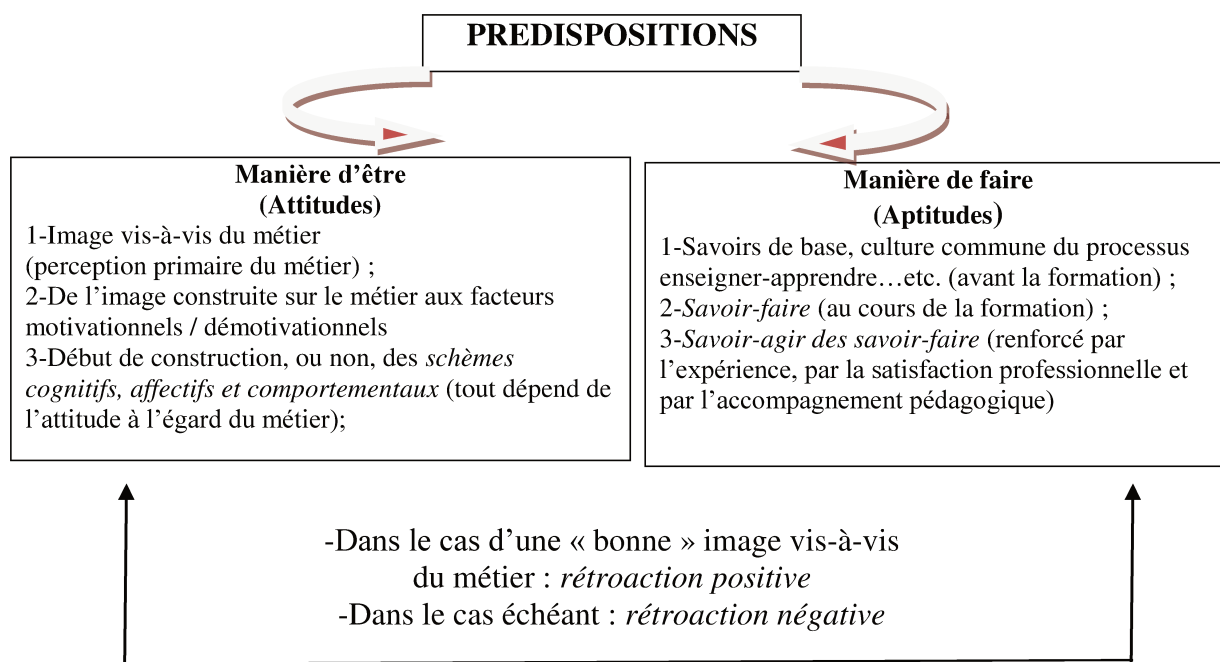 PREDISPOSITIONS
Manière d’être
(Attitudes)
1-Image vis-à-vis du métier
(perception primaire du métier) ;
2-De l’image construite sur le métier aux facteurs
motivationnels / démotivationnels
3-Début de construction, ou non, des schèmes
cognitifs, affectifs et comportementaux (tout dépend de
l’attitude à l’égard du métier);
Manière de faire
(Aptitudes)
1-Savoirs de base, culture commune du processus
enseigner-apprendre…etc. (avant la formation) ;
2-Savoir-faire (au cours de la formation) ;
3-Savoir-agir des savoir-faire (renforcé par
l’expérience, par la satisfaction professionnelle et
par l’accompagnement pédagogique)
-Dans le cas d’une « bonne » image vis-à-vis
du métier : rétroaction positive
-Dans le cas échéant : rétroaction négative